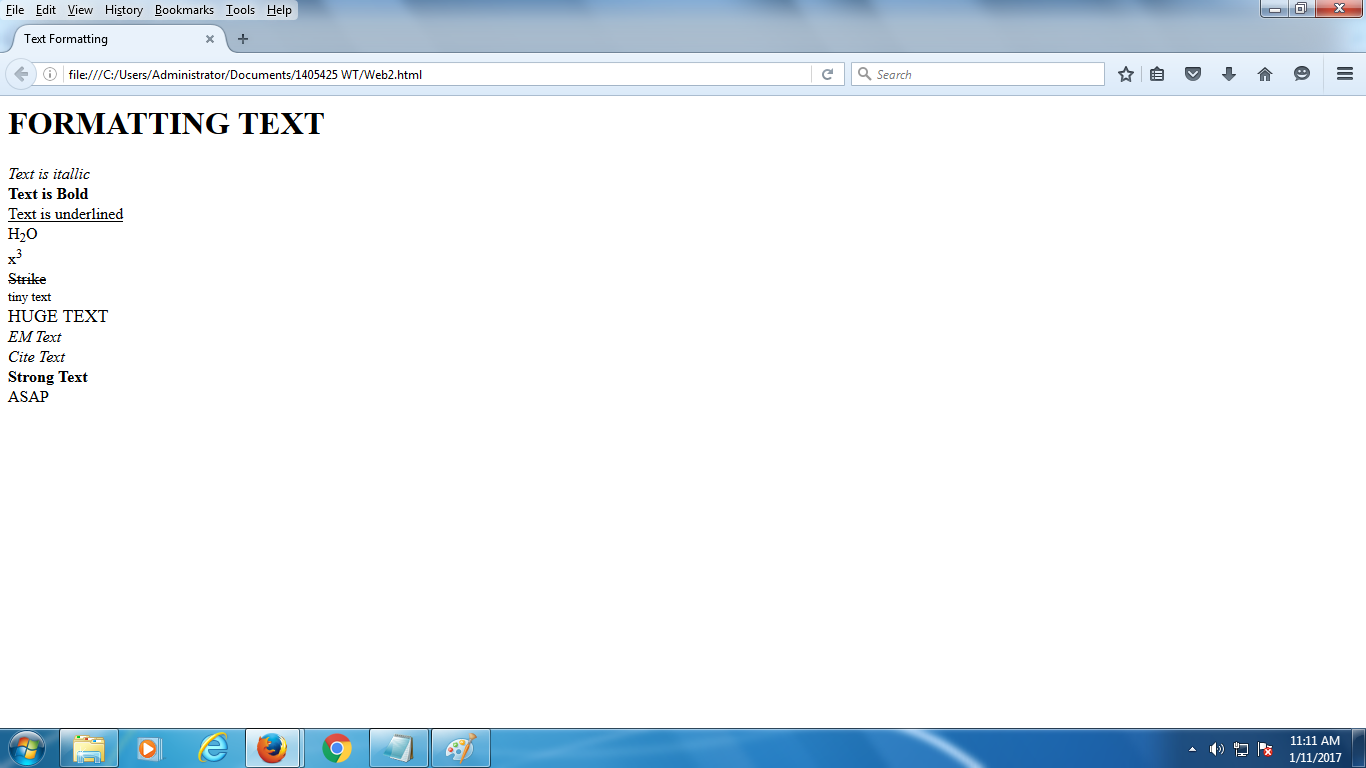 File Edit View History Bookmarks Tools Help
Text Formatting
file:///C:/Users/Administrator/Documents/1405425 WT/Web2.html
Search
FORMATTING TEXT
Text is itallic
Text is Bold
Text is underlined
H₂O
x³
Strike
tiny text
HUGE TEXT
EM Text
Cite Text
Strong Text
ASAP
11:11 AM
1/11/2017